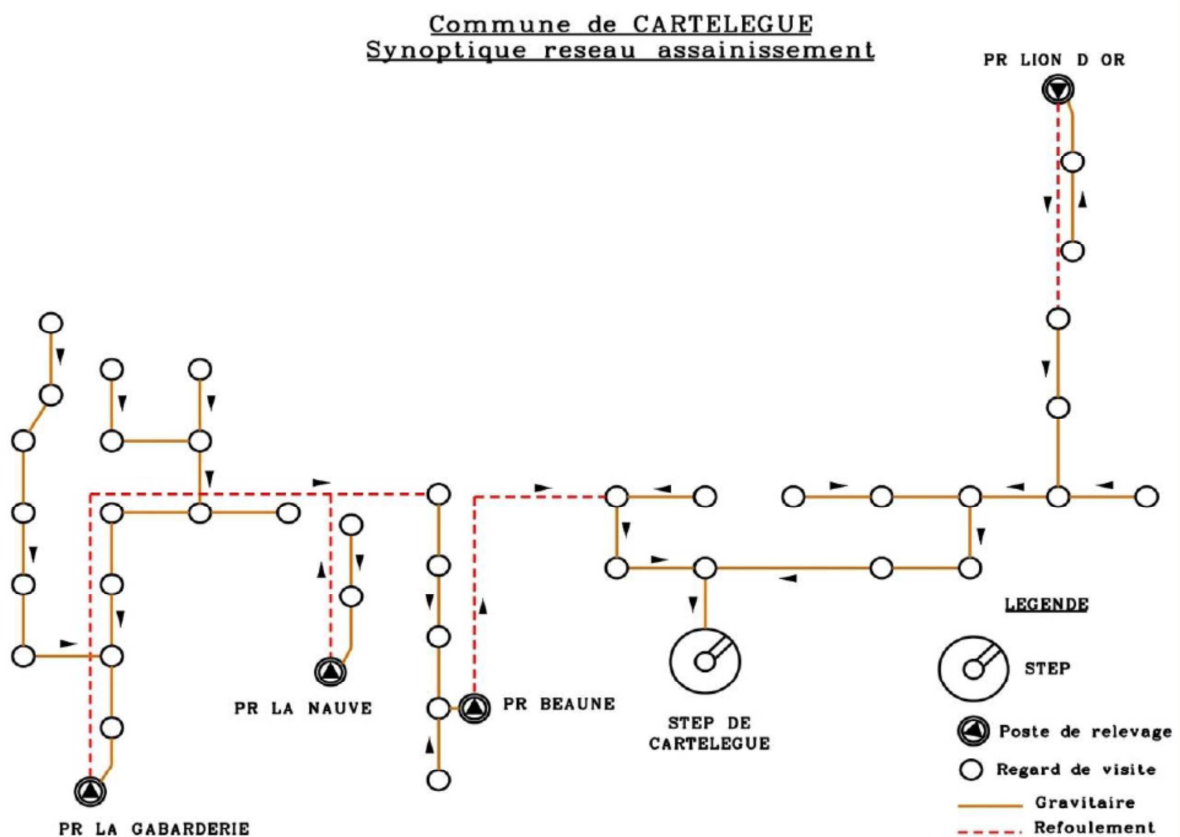 Commune de CARTELEGUE
Synoptique reseau assainissement
PR LION D OR
PR LA NAUVE
PR BEAUNE
STEP DE
CARTELEGUE
PR LA GABARDERIE
LEGENDE
STEP
Poste de relevage
Regard de visite
Gravitaire
Refoulement